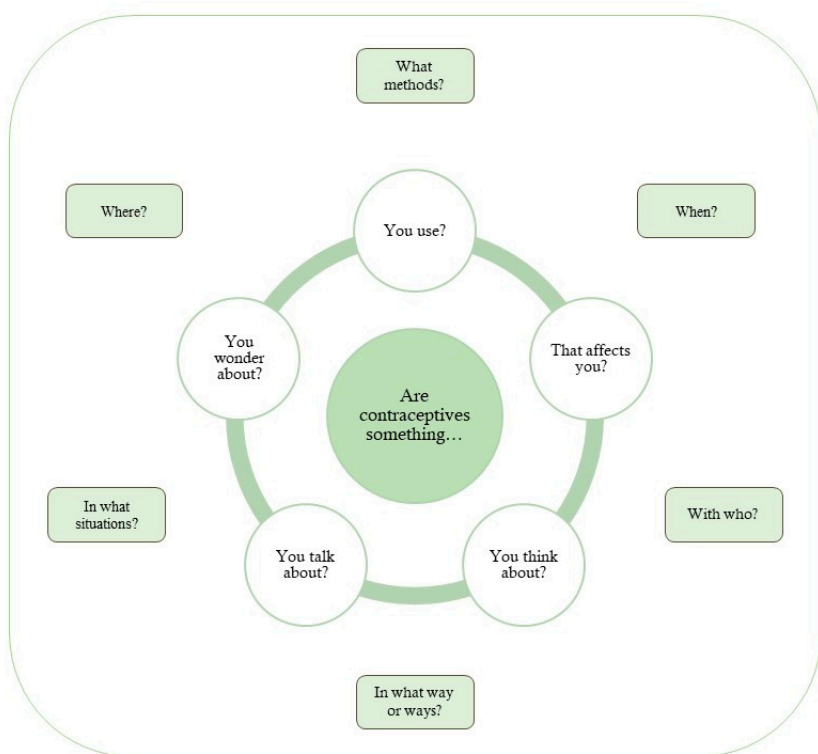 What
methods?
Where?
When?
You use?
You
wonder
about?
That affects
you?
Are
contraceptives
something…
In what
situations?
With who?
You talk
about?
You think
about?
In what way
or ways?